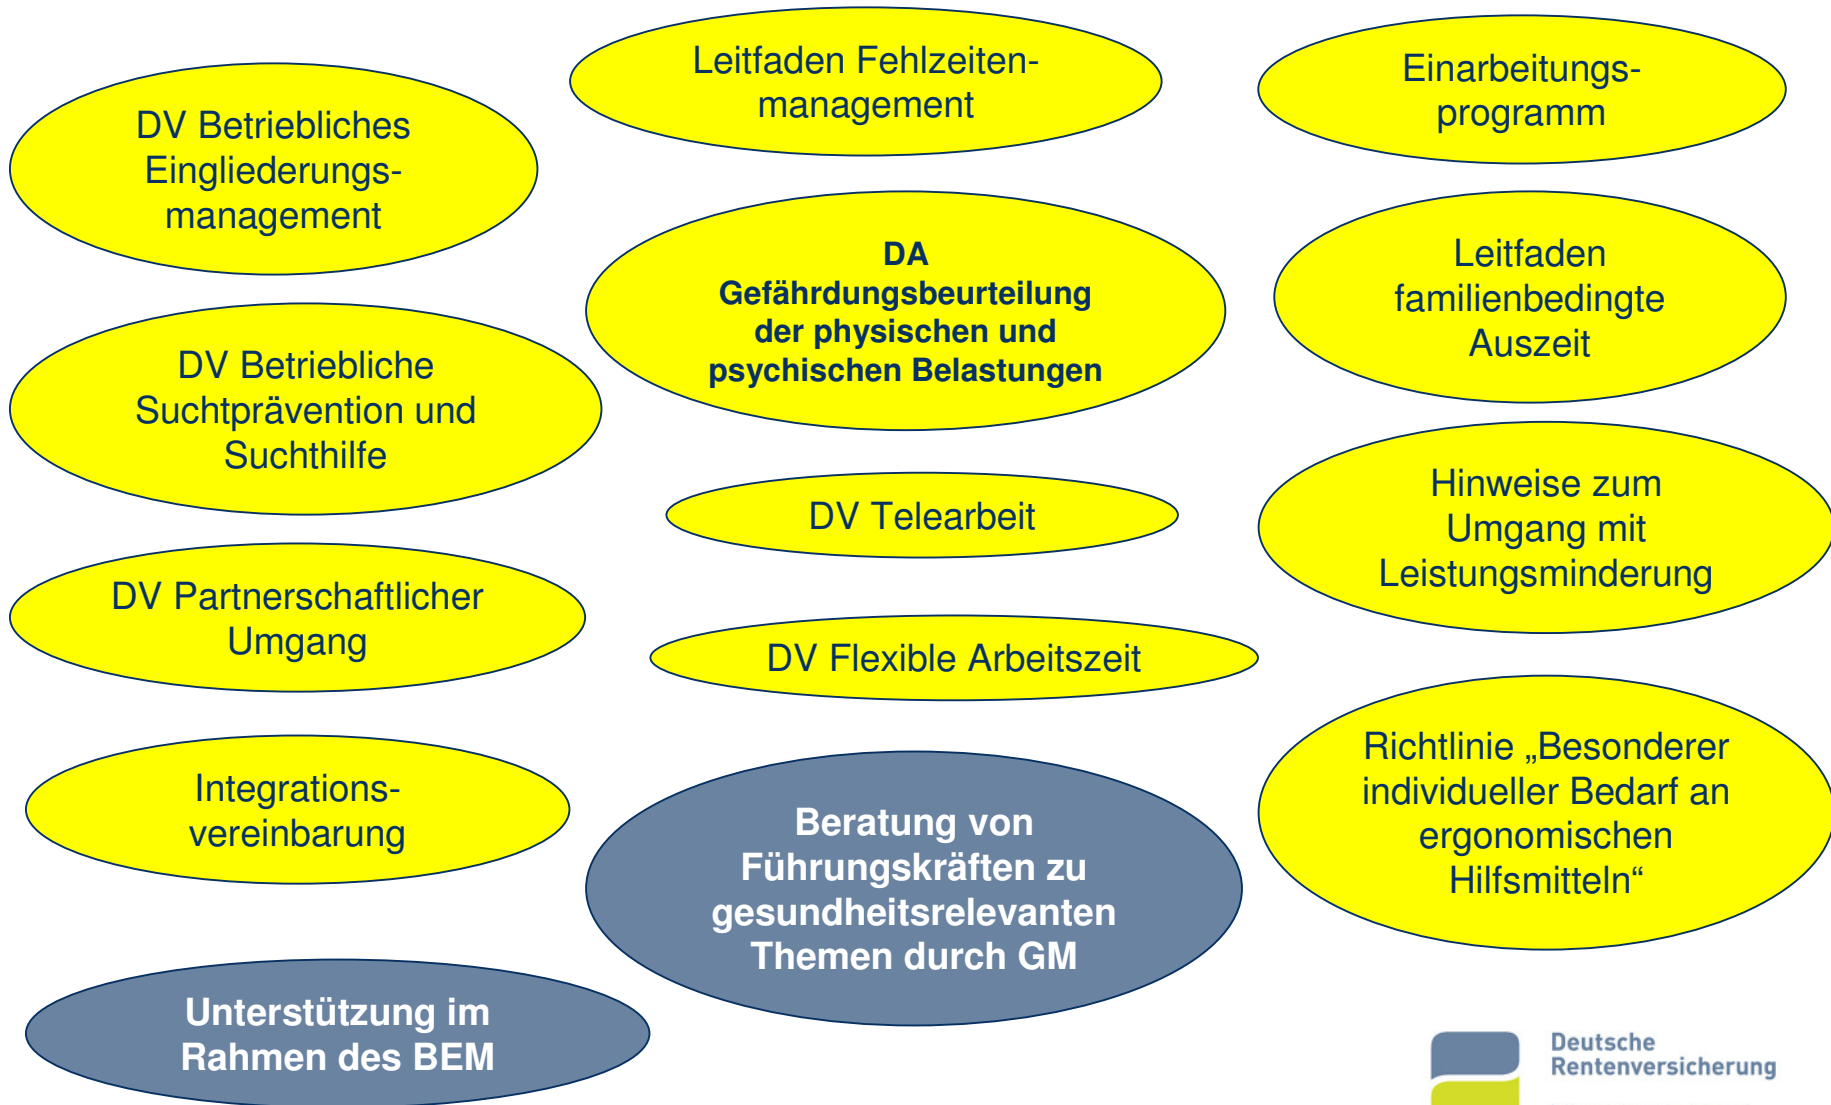 DV Betriebliches
Eingliederungs-
management
DV Betriebliche
Suchtprävention und
Suchthilfe
DV Partnerschaftlicher
Umgang
Integrations-
vereinbarung
Unterstützung im
Rahmen des BEM
Leitfaden Fehlzeiten-
management
DA
Gefährdungsbeurteilung
der physischen und
psychischen Belastungen
DV Telearbeit
DV Flexible Arbeitszeit
Beratung von
Führungskräften zu
gesundheitsrelevanten
Themen durch GM
Einarbeitungs-
programm
Leitfaden
familienbedingte
Auszeit
Hinweise zum
Umgang mit
Leistungsminderung
Richtlinie „Besonderer
individueller Bedarf an
ergonomischen
Hilfsmitteln“
Deutsche
Rentenversicherung